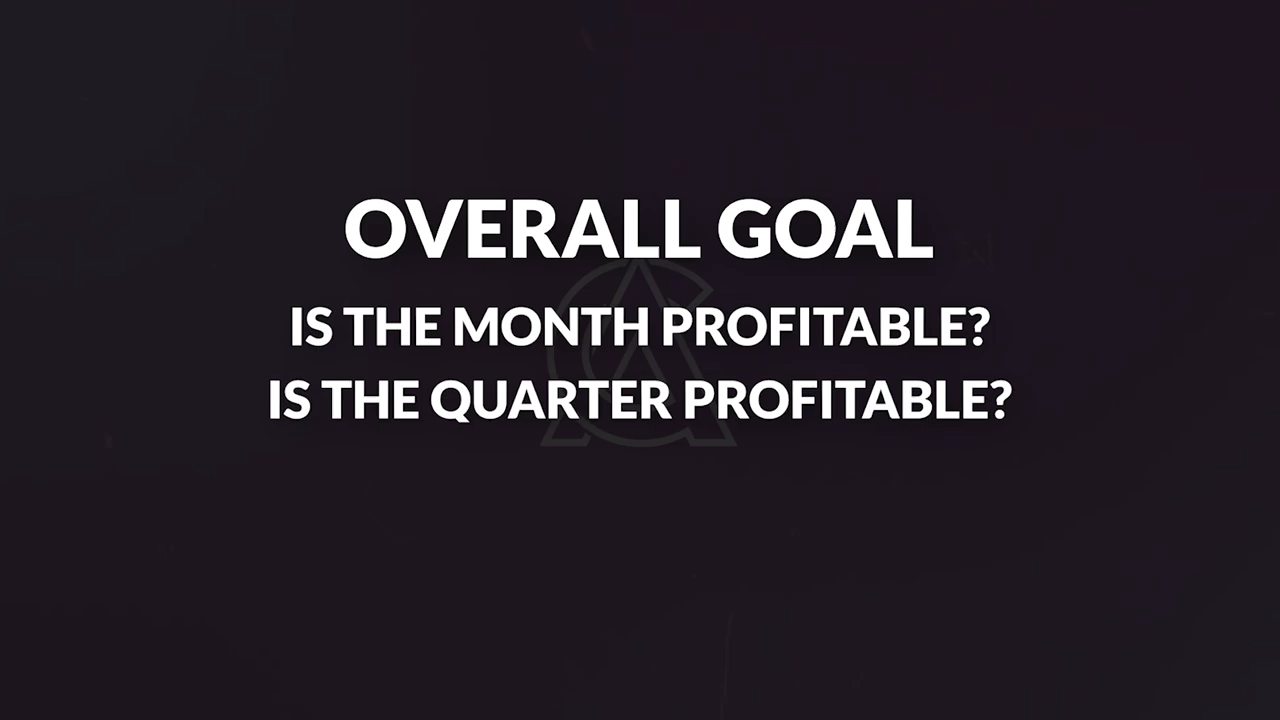 OVERALL GOAL
IS THE MONTH PROFITABLE?
IS THE QUARTER PROFITABLE?